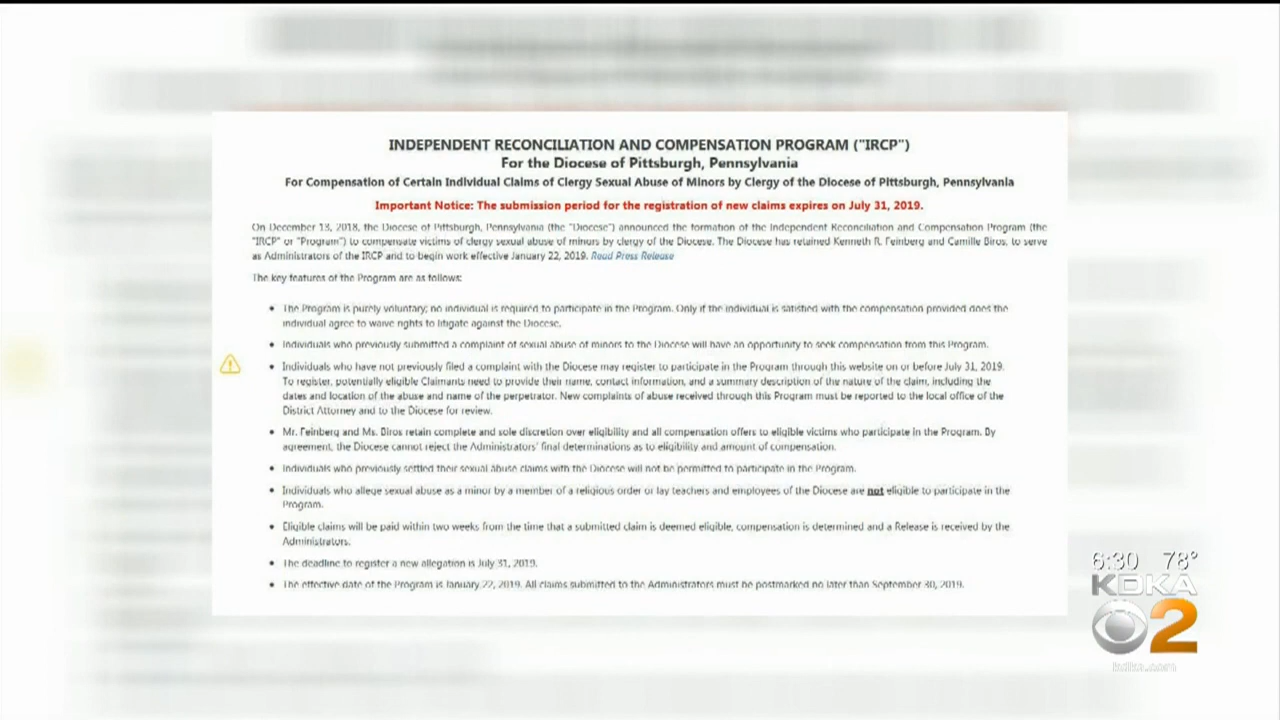 INDEPENDENT RECONCILIATION AND COMPENSATION PROGRAM ("IRCP")
For the Diocese of Pittsburgh, Pennsylvania
For Compensation of Certain Individual Claims of Clergy Sexual Abuse of Minors by Clergy of the Diocese of Pittsburgh, Pennsylvania
Important Notice: The submission period for the registration of new claims expires on July 31, 2019.
On December 13, 2018, the Diocese of Pittsburgh, Pennsylvania (the "Diocese") announced the formation of the Independent Reconciliation and Compensation Program (the
"IRCP" or "Program") to compensate victims of clergy sexual abuse of minors by clergy of the Diocese. The Diocese has retained Kenneth R. Feinberg and Camille Biros, to serve
as Administrators of the IRCP and to begin work effective January 22, 2019. Read Press Release
The key features of the Program are as follows:
• The Program is purely voluntary; no individual is required to participate in the Program. Only if the individual is satisfied with the compensation provided does the
individual agree to waive rights to litigate against the Diocese.
• Individuals who previously submitted a complaint of sexual abuse of minors to the Diocese will have an opportunity to seek compensation from this Program.
• Individuals who have not previously filed a complaint with the Diocese may register to participate in the Program through this website on or before July 31, 2019.
To register, potentially eligible Claimants need to provide their name, contact information, and a summary description of the nature of the claim, including the
dates and location of the abuse and name of the perpetrator. New complaints of abuse received through this Program must be reported to the local office of the
District Attorney and to the Diocese for review.
• Mr. Feinberg and Ms. Biros retain complete and sole discretion over eligibility and all compensation offers to eligible victims who participate in the Program. By
agreement, the Diocese cannot reject the Administrators' final determinations as to eligibility and amount of compensation.
• Individuals who previously settled their sexual abuse claims with the Diocese will not be permitted to participate in the Program.
• Individuals who allege sexual abuse as a minor by a member of a religious order or lay teachers and employees of the Diocese are not eligible to participate in the
Program.
• Eligible claims will be paid within two weeks from the time that a submitted claim is deemed eligible, compensation is determined and a Release is received by the
Administrators.
• The deadline to register a new allegation is July 31, 2019.
• The effective date of the Program is January 22, 2019. All claims submitted to the Administrators must be postmarked no later than September 30, 2019.
6:30 78°
KDKA
2
kdka.com